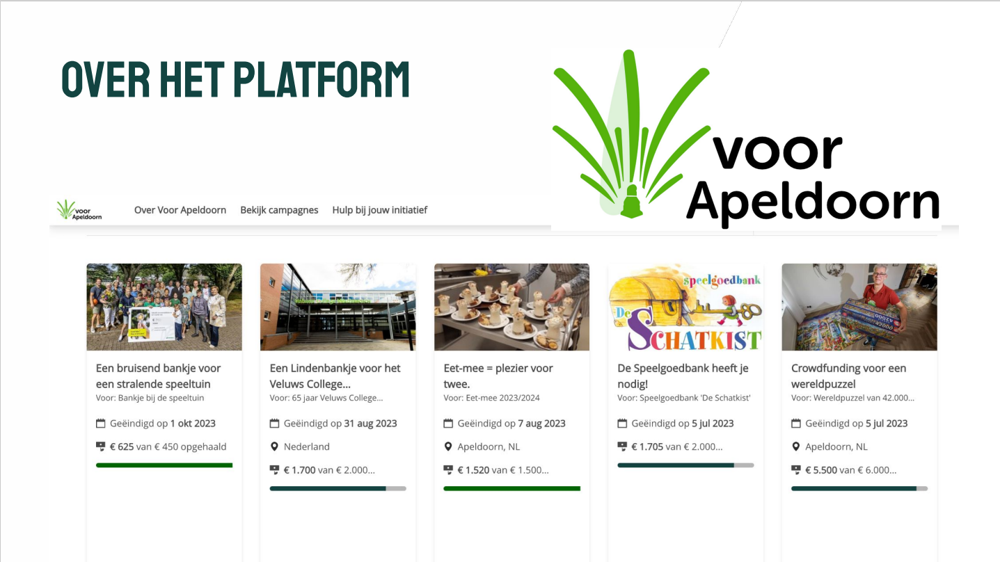 OVER HET PLATFORM
voor
Apeldoorn
voor
Apeldoorn
Over Voor Apeldoorn
Bekijk campagnes
Hulp bij jouw initiatief
speelgoedbank
De
SCHATKIST
42000
Een bruisend bankje voor
een stralende speeltuin
Voor: Bankje bij de speeltuin
Geëindigd op 1 okt 2023
€ 625 van € 450 opgehaald
Een Lindenbankje voor het
Veluws College...
Voor: 65 jaar Veluws College...
Geëindigd op 31 aug 2023
Nederland
€ 1.700 van € 2.000...
Eet-mee = plezier voor
twee.
Voor: Eet-mee 2023/2024
Geëindigd op 7 aug 2023
Apeldoorn, NL
€ 1.520 van € 1.500...
De Speelgoedbank heeft je
nodig!
Voor: Speelgoedbank 'De Schatkist'
Geëindigd op 5 jul 2023
€ 1.705 van € 2.000...
Crowdfunding voor een
wereldpuzzel
Voor: Wereldpuzzel van 42.000...
Geëindigd op 5 jul 2023
Apeldoorn, NL
€ 5.500 van € 6.000...